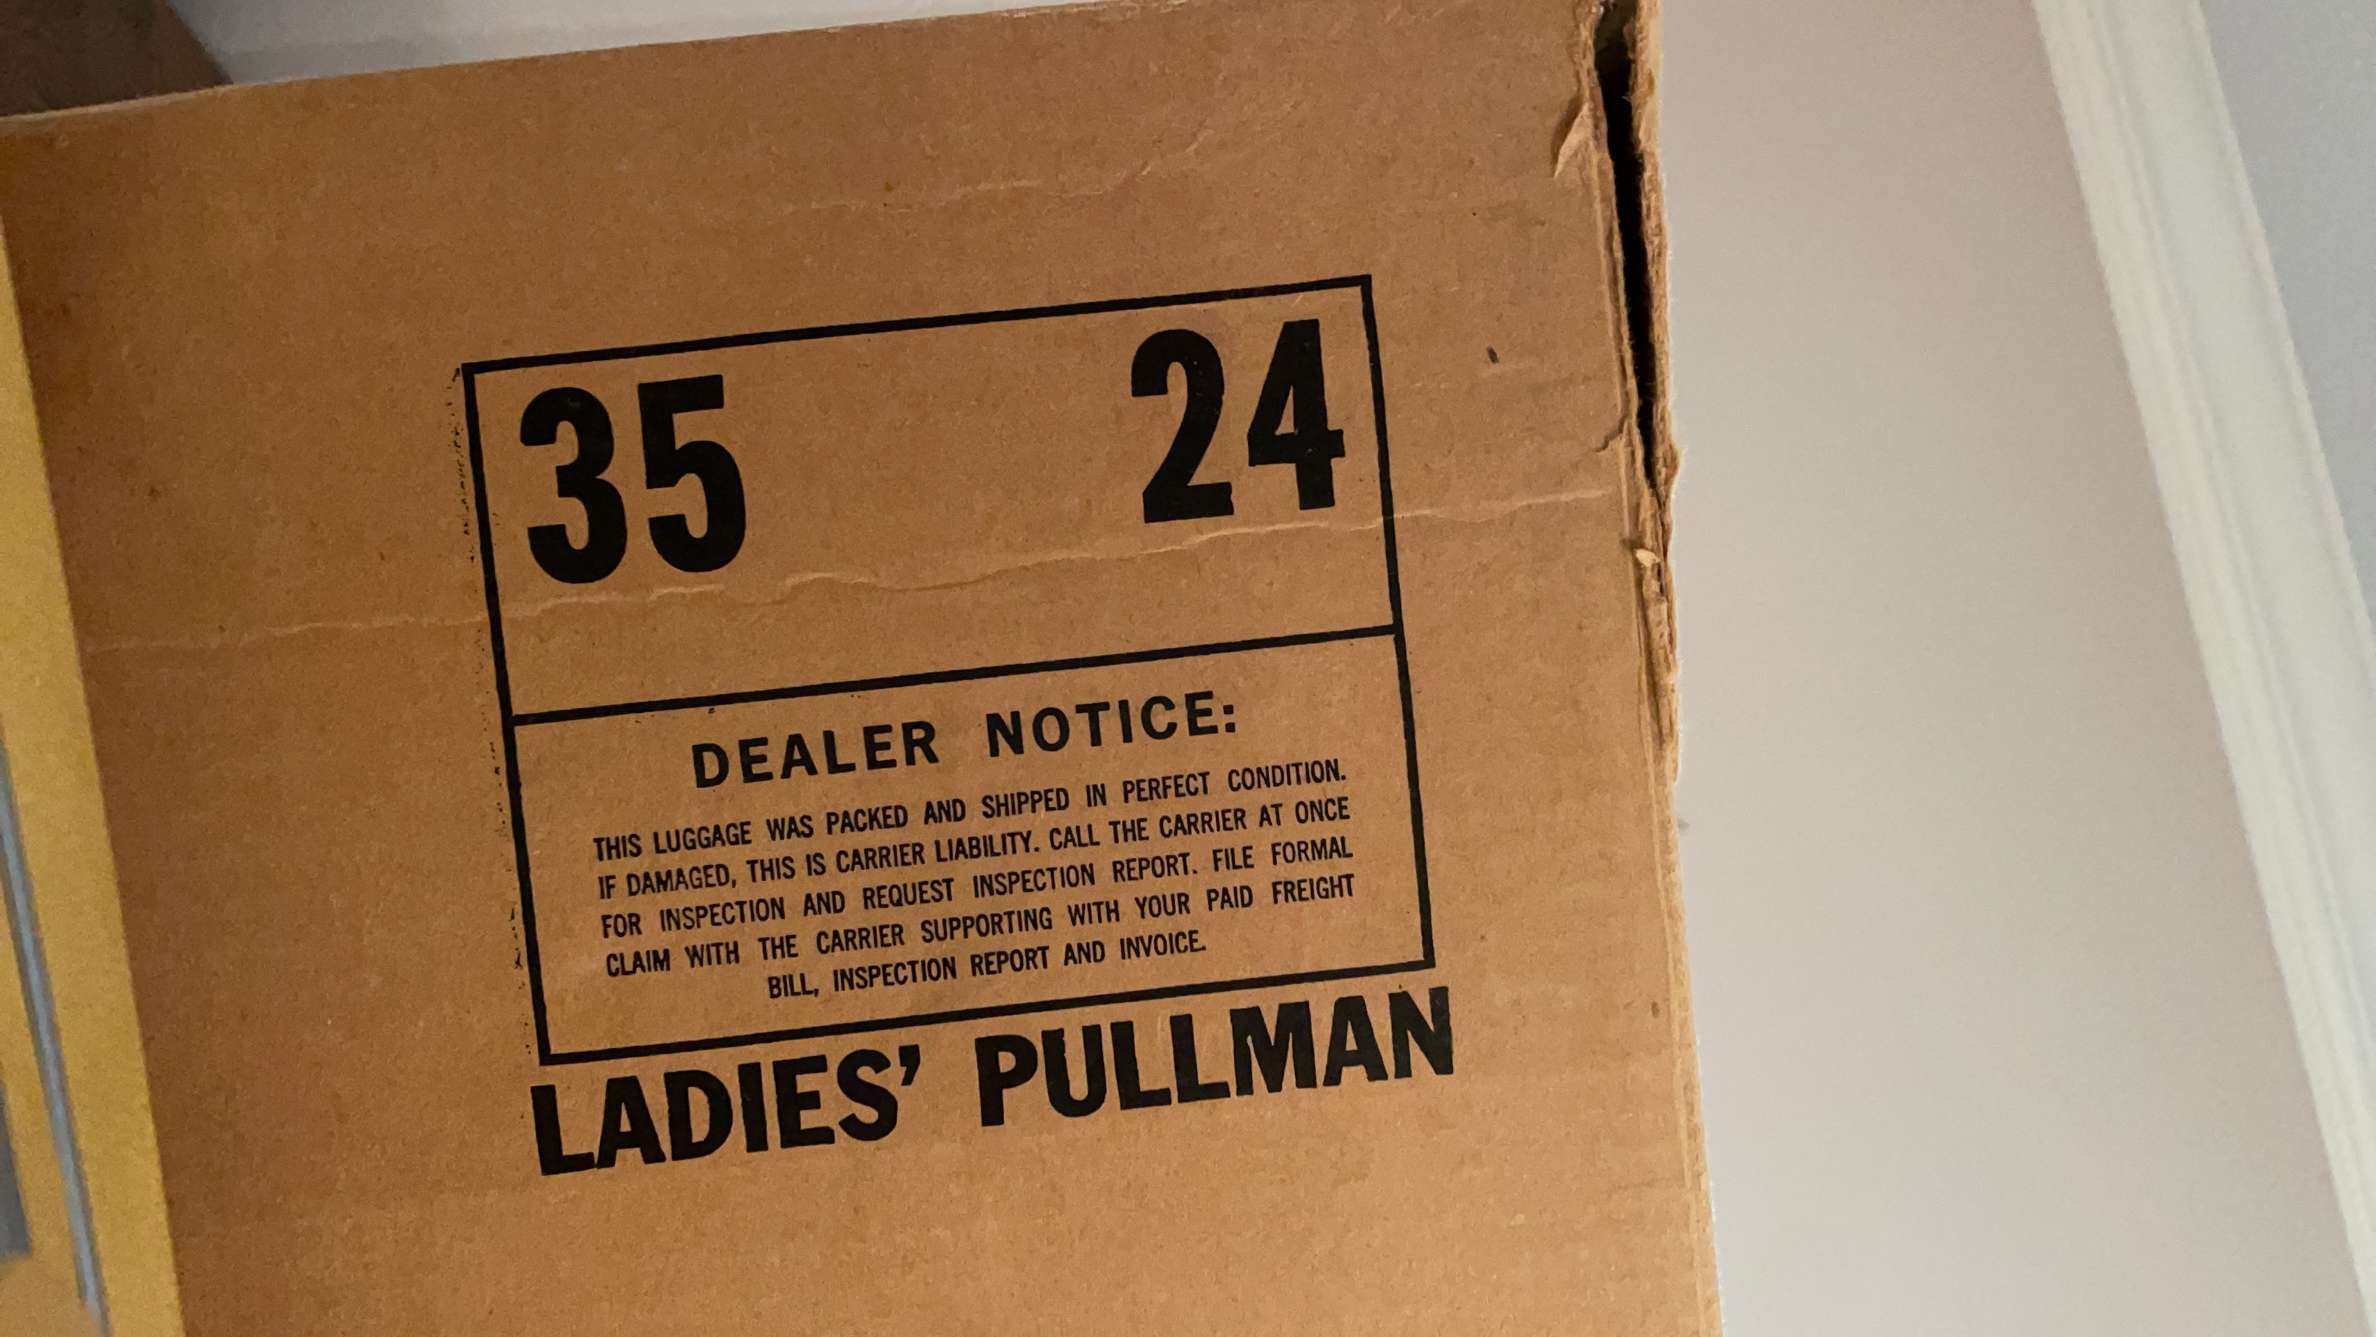 35 24
DEALER NOTICE:
THIS LUGGAGE WAS PACKED AND SHIPPED IN PERFECT CONDITION.
IF DAMAGED, THIS IS CARRIER LIABILITY. CALL THE CARRIER AT ONCE
FOR INSPECTION AND REQUEST INSPECTION REPORT. FILE FORMAL
CLAIM WITH THE CARRIER SUPPORTING WITH YOUR PAID FREIGHT
BILL, INSPECTION REPORT AND INVOICE.
LADIES’ PULLMAN